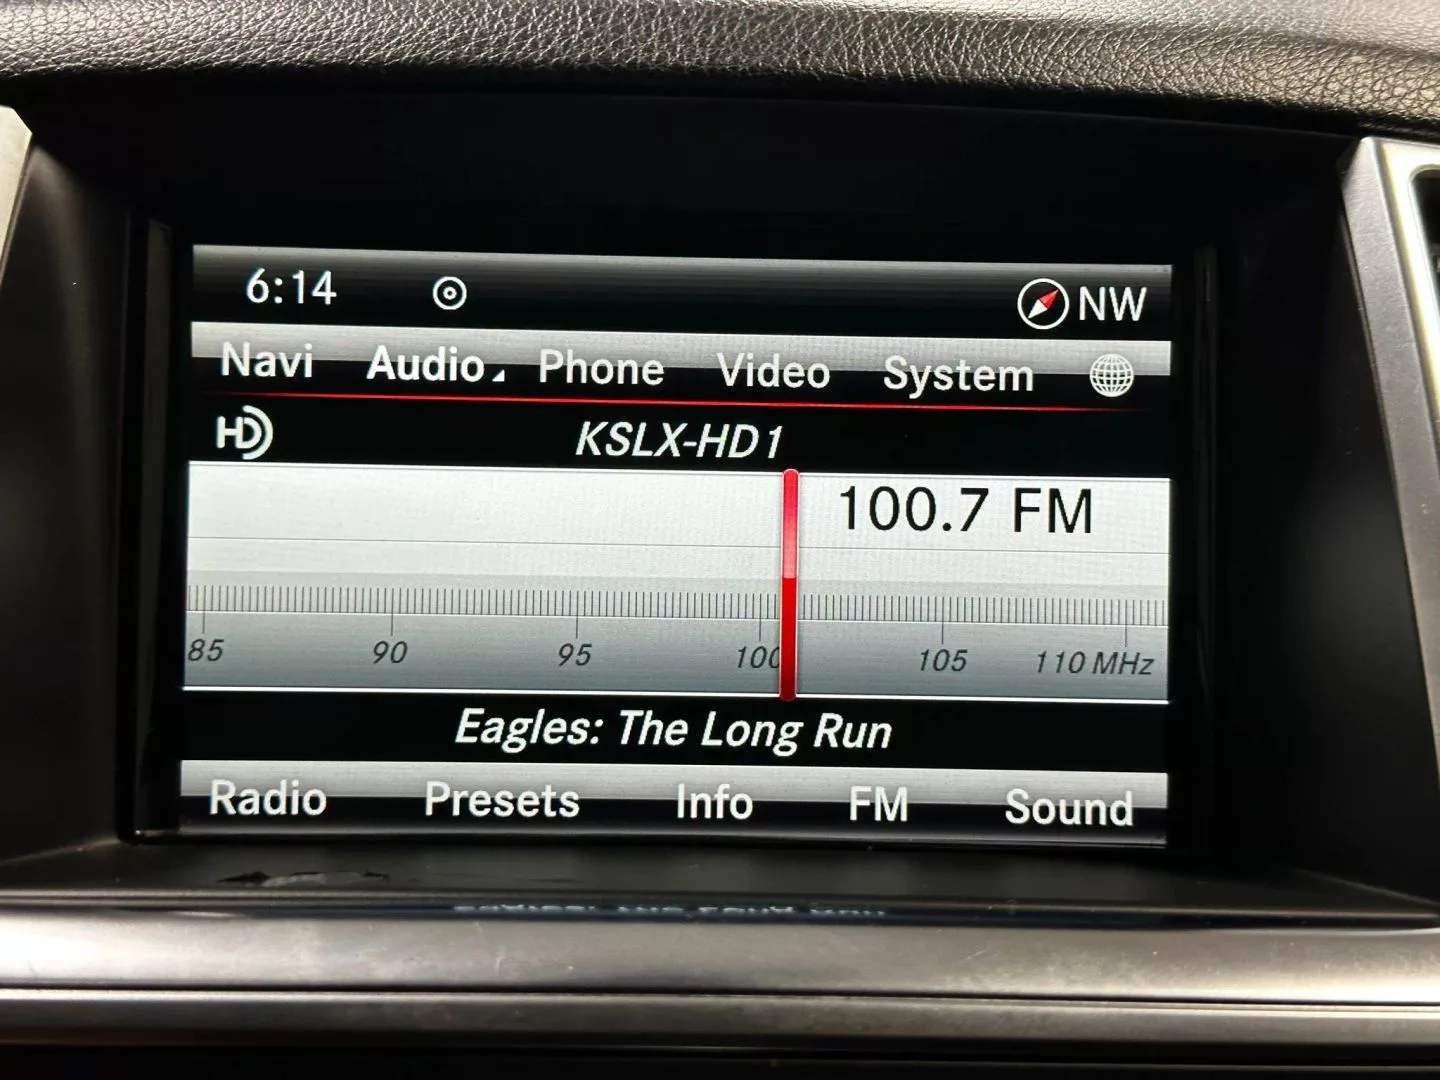 6:14 NW
Navi Audio Phone Video System
HD KSLX-HD1
100.7 FM
85 90 95 100 105 110 MHz
Eagles: The Long Run
Radio Presets Info FM Sound